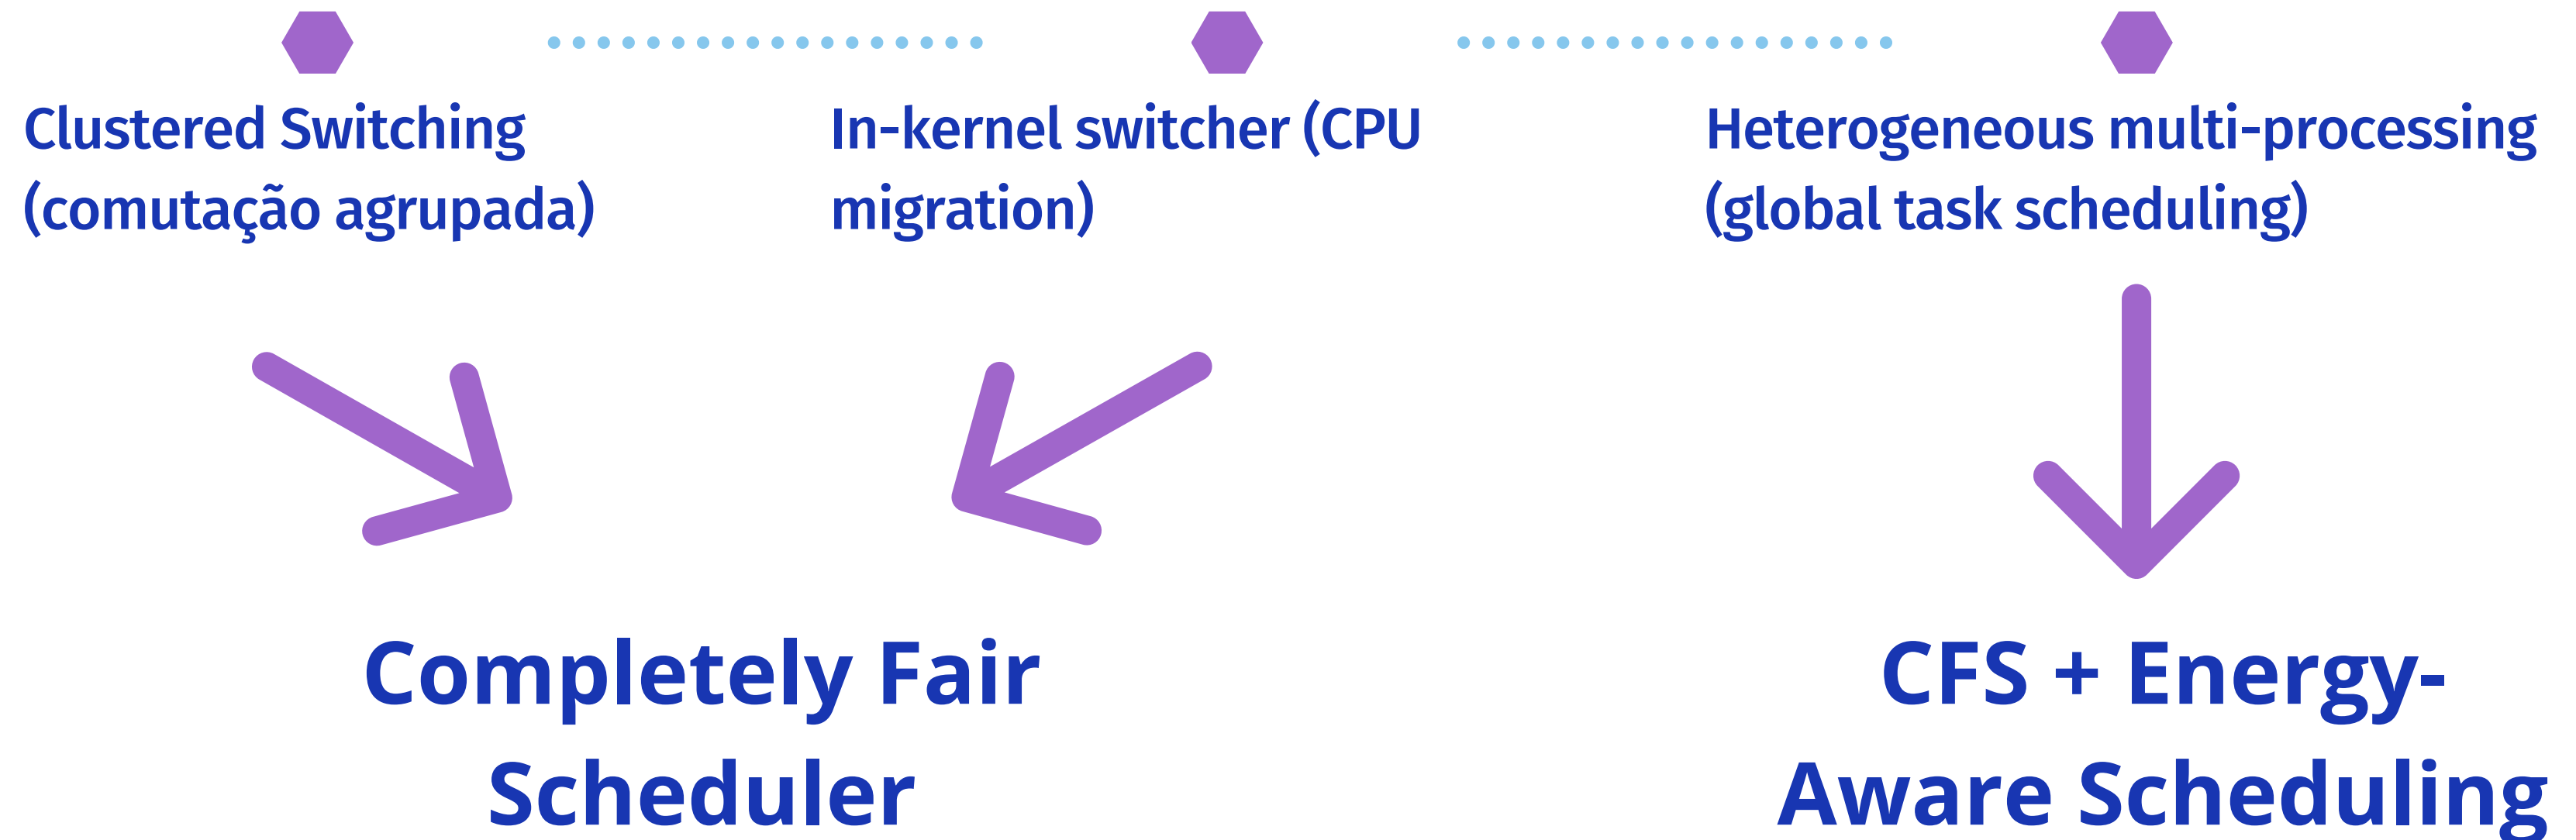 Clustered Switching
(comutação agrupada)
In-kernel switcher (CPU
migration)
Heterogeneous multi-processing
(global task scheduling)
Completely Fair
Scheduler
CFS + Energy-
Aware Scheduling